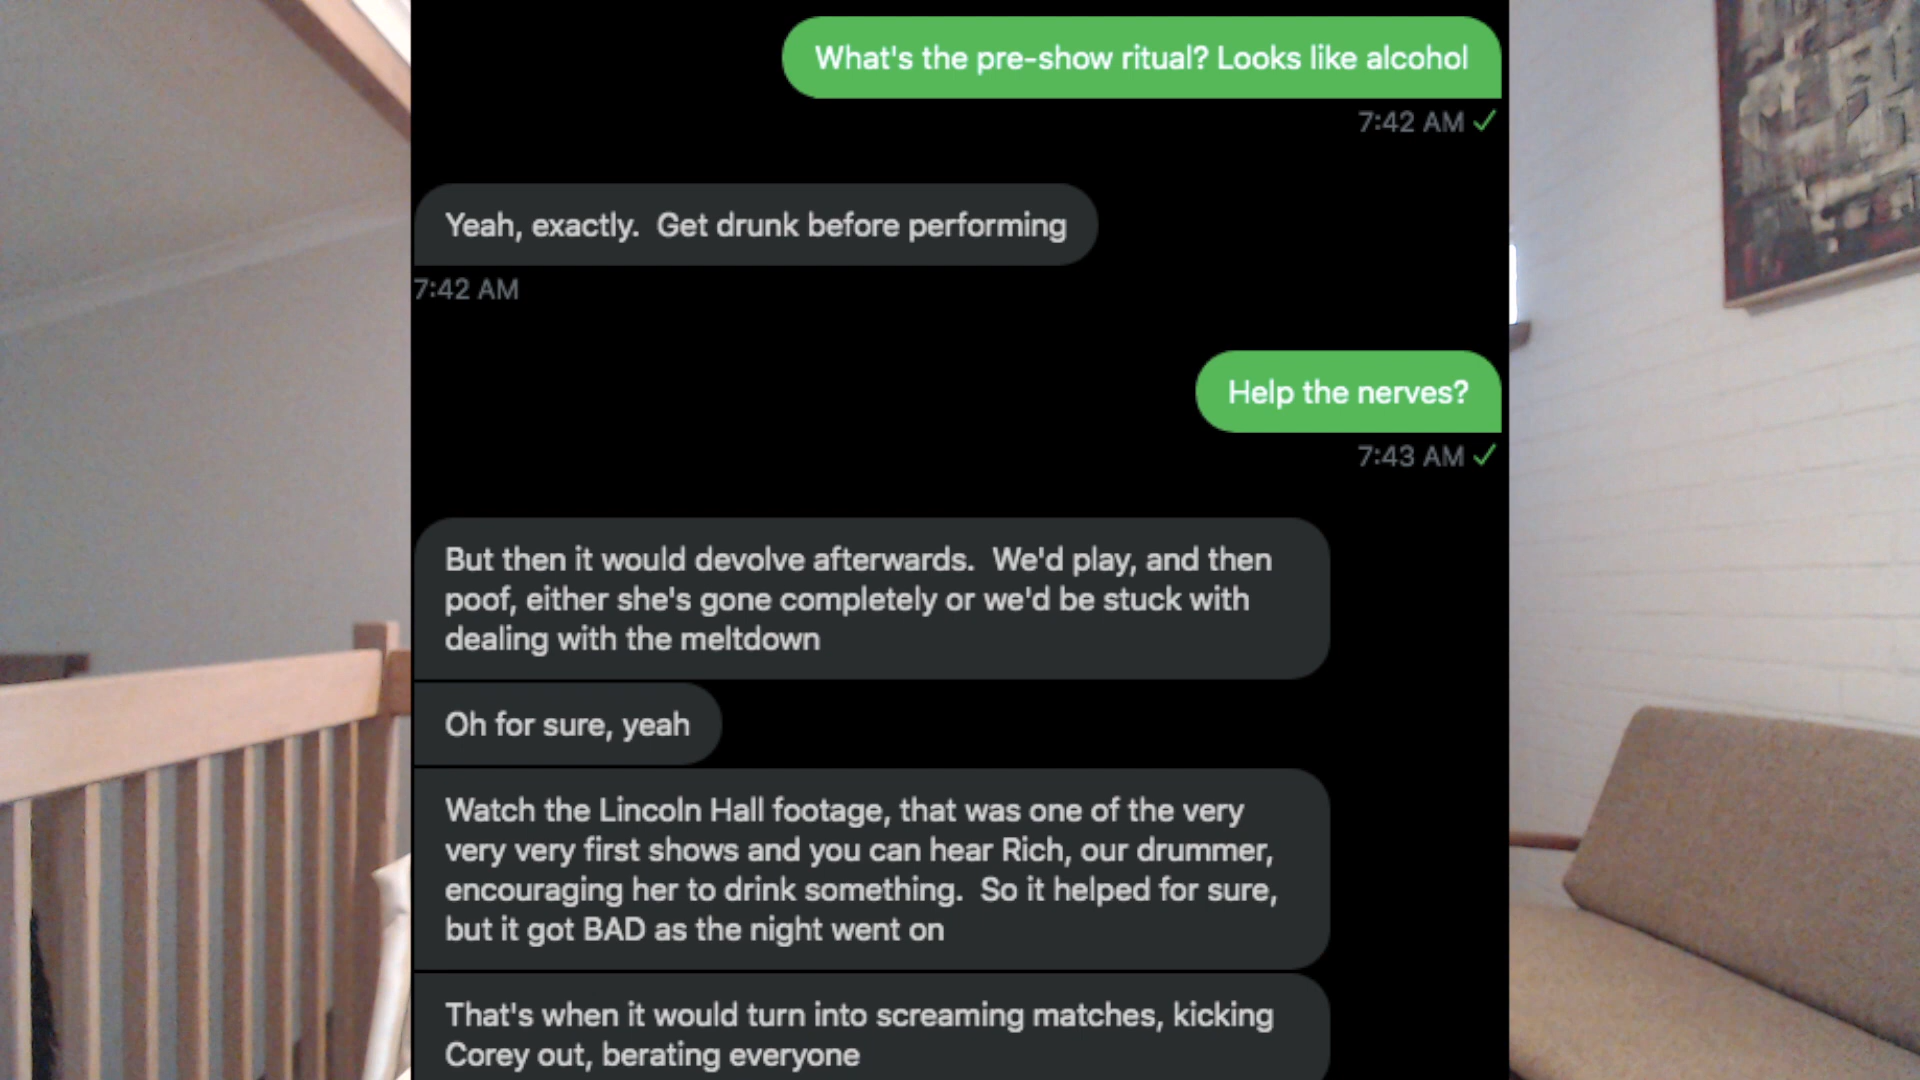 What's the pre-show ritual? Looks like alcohol
7:42 AM ✓
Yeah, exactly.  Get drunk before performing
7:42 AM
Help the nerves?
7:43 AM ✓
But then it would devolve afterwards.  We'd play, and then
poof, either she's gone completely or we'd be stuck with
dealing with the meltdown
Oh for sure, yeah
Watch the Lincoln Hall footage, that was one of the very
very very first shows and you can hear Rich, our drummer,
encouraging her to drink something.  So it helped for sure,
but it got BAD as the night went on
That's when it would turn into screaming matches, kicking
Corey out, berating everyone